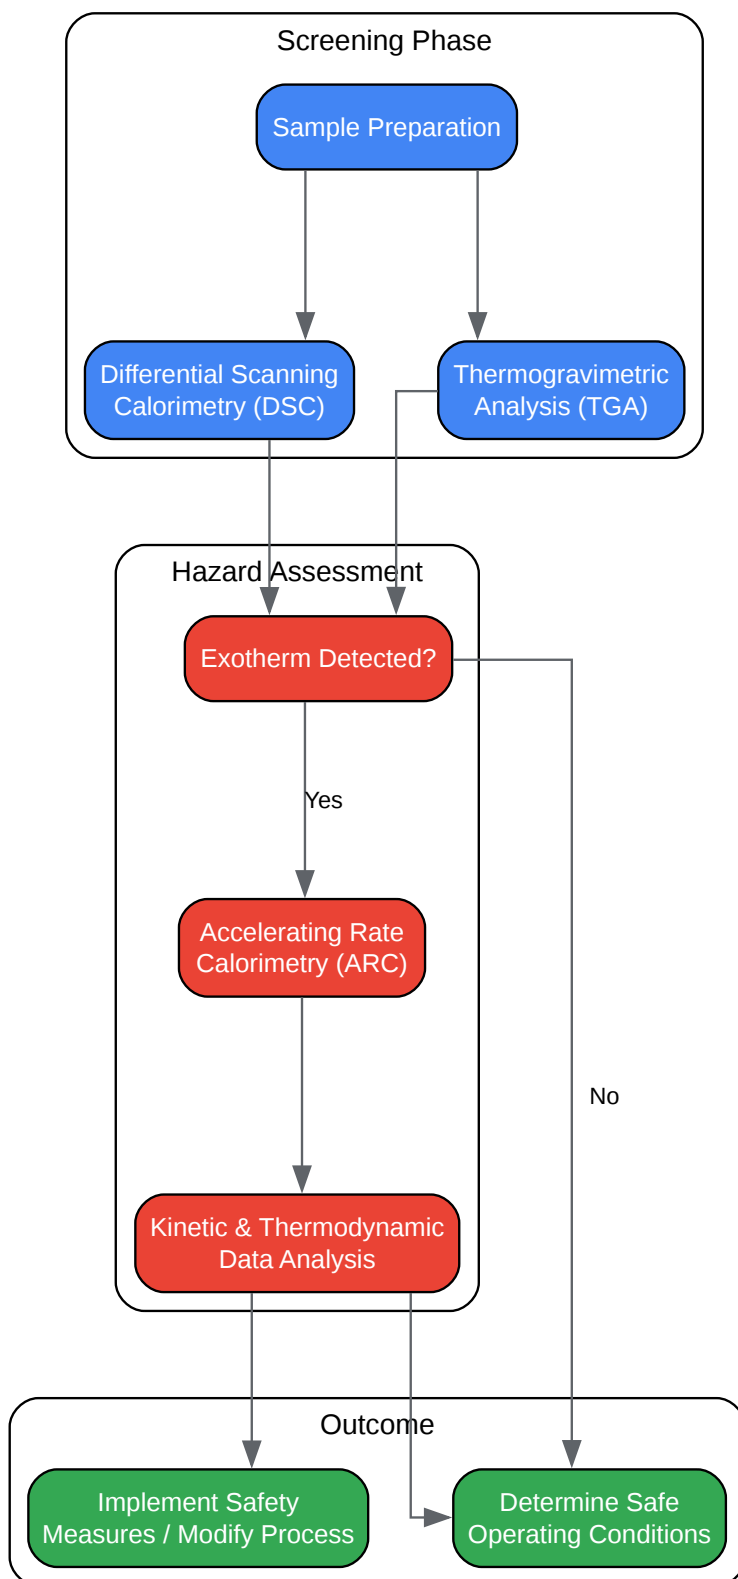 Screening Phase
Sample Preparation
Differential Scanning
Calorimetry (DSC)
Thermogravimetric
Analysis (TGA)
Hazard Assessment
Exotherm Detected?
Yes
Accelerating Rate
Calorimetry (ARC)
No
Kinetic & Thermodynamic
Data Analysis
Outcome
Implement Safety
Measures / Modify Process
Determine Safe
Operating Conditions